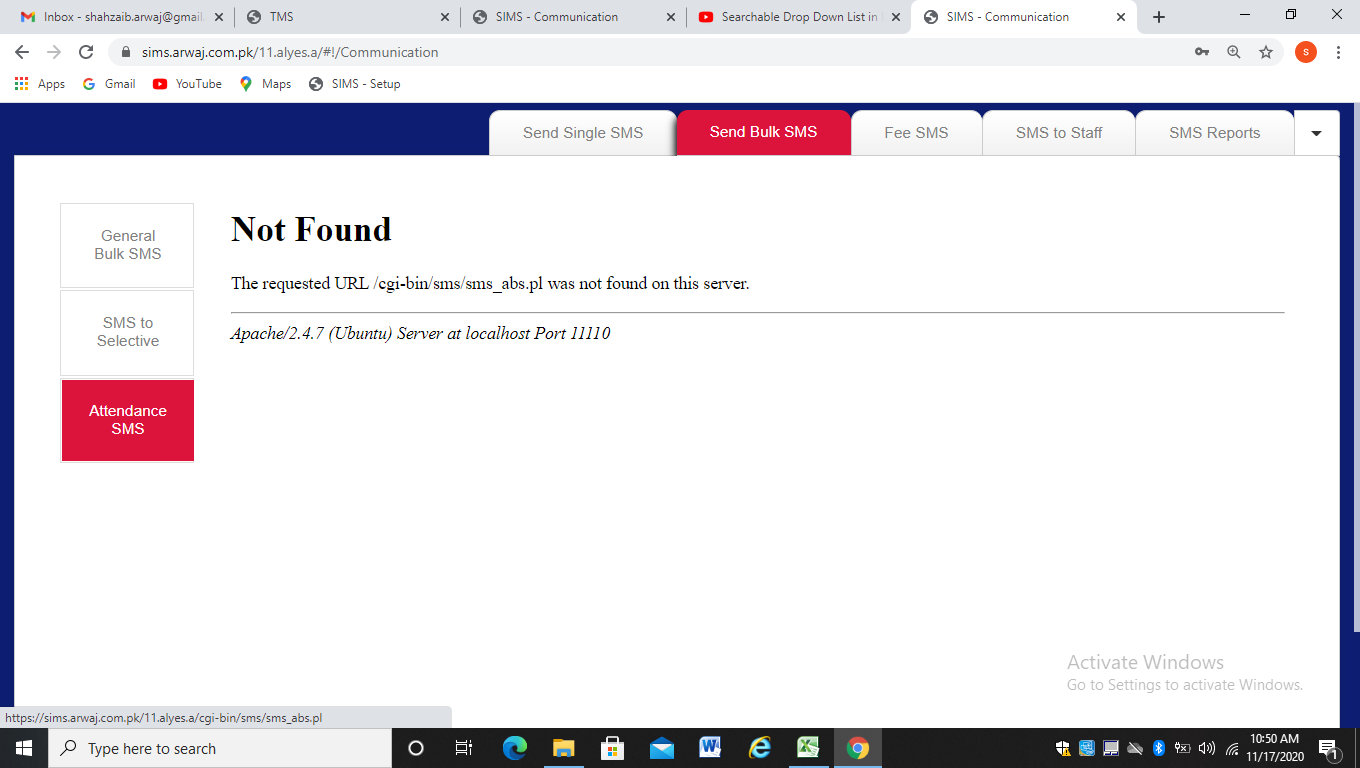 Inbox - shahzaib.arwaj@gmail.
TMS
SIMS - Communication
Searchable Drop Down List in
SIMS - Communication
sims.arwaj.com.pk/11.alyes.a/#!/Communication
s
Apps
Gmail
YouTube
Maps
SIMS - Setup
Send Single SMS
Send Bulk SMS
Fee SMS
SMS to Staff
SMS Reports
General
Bulk SMS
SMS to
Selective
Attendance
SMS
Not Found
The requested URL /cgi-bin/sms/sms_abs.pl was not found on this server.
Apache/2.4.7 (Ubuntu) Server at localhost Port 11110
Activate Windows
Go to Settings to activate Windows.
https://sims.arwaj.com.pk/11.alyes.a/cgi-bin/sms/sms_abs.pl
Type here to search
10:50 AM
11/17/2020
1